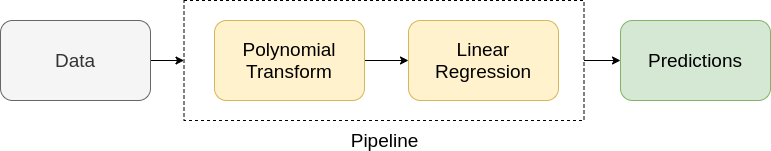 Data
Polynomial
Transform
Linear
Regression
Predictions
Pipeline